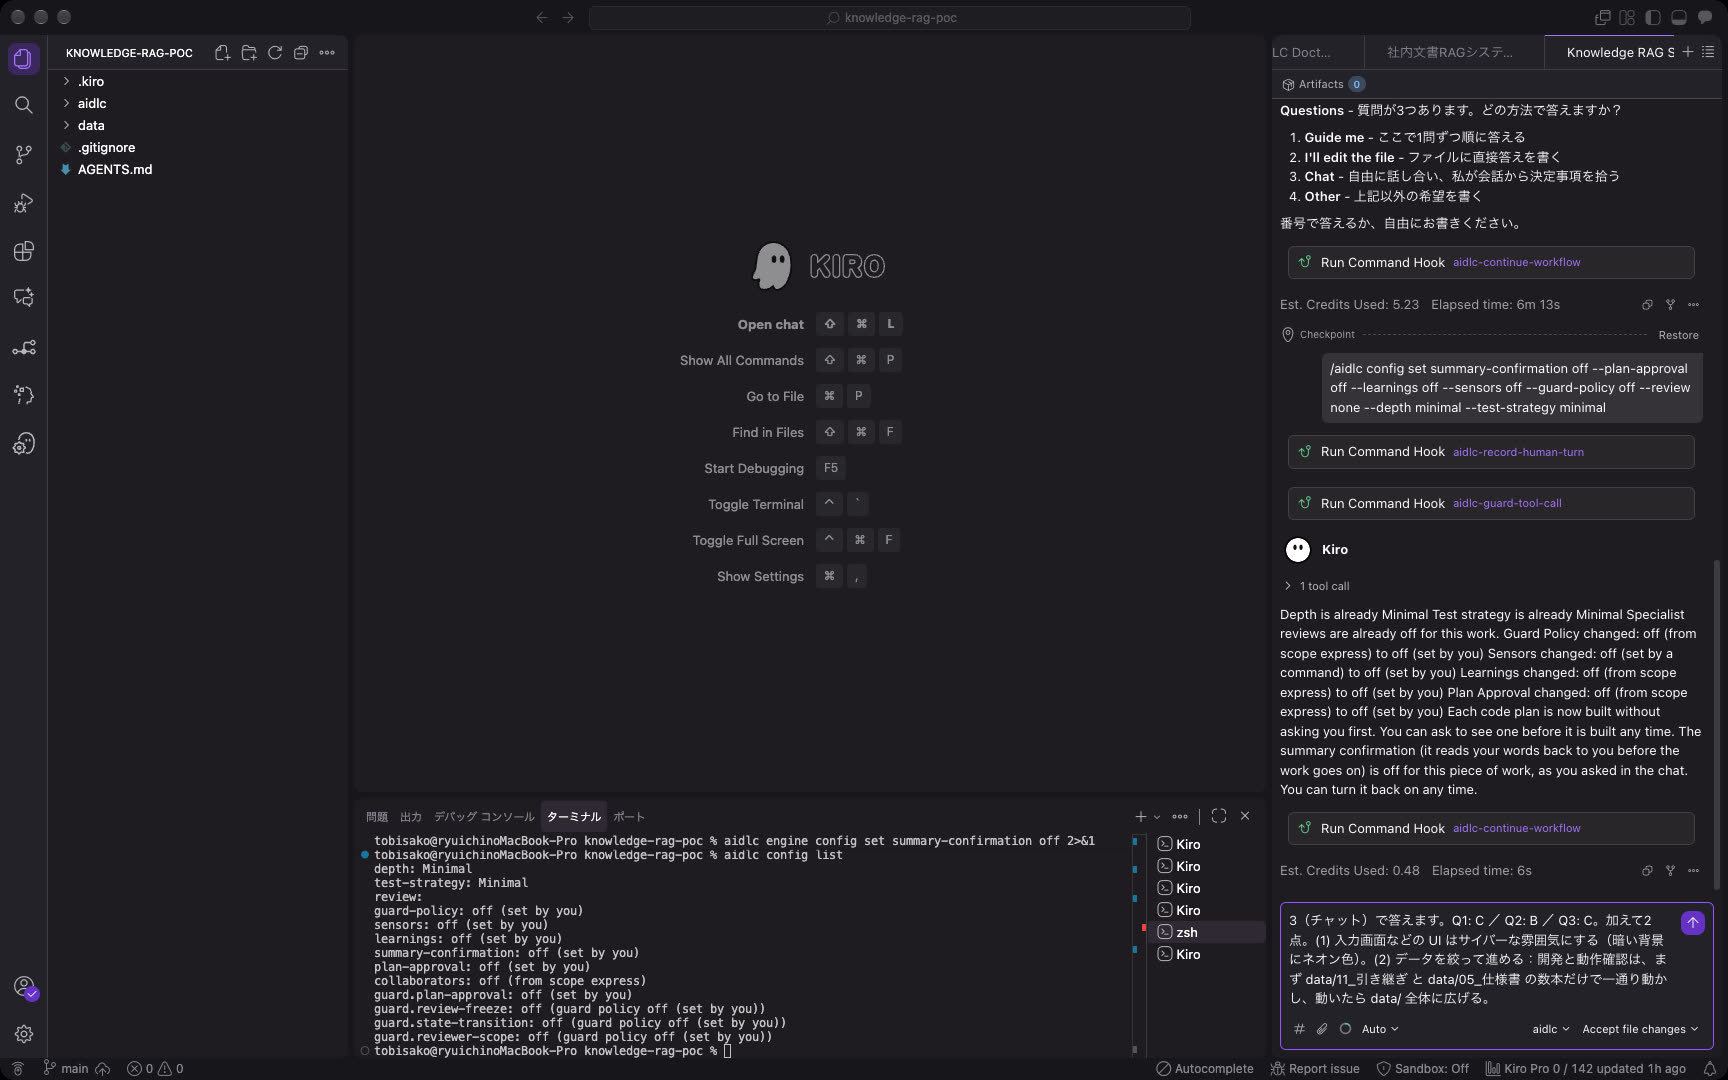 knowledge-rag-poc
KNOWLEDGE-RAG-POC
.kiro
aidlc
data
.gitignore
AGENTS.md
KIRO
Open chat ⇧ ⌘ L
Show All Commands ⇧ ⌘ P
Go to File ⌘ P
Find in Files ⇧ ⌘ F
Start Debugging F5
Toggle Terminal ^ `
Toggle Full Screen ^ ⌘ F
Show Settings ⌘ ,
問題 出力 デバッグ コンソール ターミナル ポート
tobisako@ryuichinoMacBook-Pro knowledge-rag-poc % aidlc engine config set summary-confirmation off 2>&1
tobisako@ryuichinoMacBook-Pro knowledge-rag-poc % aidlc config list
depth: Minimal
test-strategy: Minimal
review:
guard-policy: off (set by you)
sensors: off (set by you)
learnings: off (set by you)
summary-confirmation: off (set by you)
plan-approval: off (set by you)
collaborators: off (from scope express)
guard.plan-approval: off (set by you)
guard.review-freeze: off (guard policy off (set by you))
guard.state-transition: off (guard policy off (set by you))
guard.reviewer-scope: off (guard policy off (set by you))
tobisako@ryuichinoMacBook-Pro knowledge-rag-poc %
Kiro
Kiro
Kiro
Kiro
zsh
Kiro
LC Doct... 社内文書RAGシステ... Knowledge RAG S
Artifacts 0
Questions - 質問が3つあります。どの方法で答えますか？
1. Guide me - ここで1問ずつ順に答える
2. I'll edit the file - ファイルに直接答えを書く
3. Chat - 自由に話し合い、私が会話から決定事項を拾う
4. Other - 上記以外の希望を書く
番号で答えるか、自由にお書きください。
Run Command Hook aidlc-continue-workflow
Est. Credits Used: 5.23 Elapsed time: 6m 13s
Checkpoint Restore
/aidlc config set summary-confirmation off --plan-approval
off --learnings off --sensors off --guard-policy off --review
none --depth minimal --test-strategy minimal
Run Command Hook aidlc-record-human-turn
Run Command Hook aidlc-guard-tool-call
Kiro
1 tool call
Depth is already Minimal Test strategy is already Minimal Specialist
reviews are already off for this work. Guard Policy changed: off (from
scope express) to off (set by you) Sensors changed: off (set by a
command) to off (set by you) Learnings changed: off (from scope
express) to off (set by you) Plan Approval changed: off (from scope
express) to off (set by you) Each code plan is now built without
asking you first. You can ask to see one before it is built any time. The
summary confirmation (it reads your words back to you before the
work goes on) is off for this piece of work, as you asked in the chat.
You can turn it back on any time.
Run Command Hook aidlc-continue-workflow
Est. Credits Used: 0.48 Elapsed time: 6s
3（チャット）で答えます。Q1: C ／ Q2: B ／ Q3: C。加えて2
点。(1) 入力画面などの UI はサイバーな雰囲気にする（暗い背景
にネオン色）。(2) データを絞って進める：開発と動作確認は、ま
ず data/11_引き継ぎ と data/05_仕様書 の数本だけで一通り動か
し、動いたら data/ 全体に広げる。
Auto aidlc Accept file changes
main 0 0 Autocomplete Report issue Sandbox: Off Kiro Pro 0 / 142 updated 1h ago